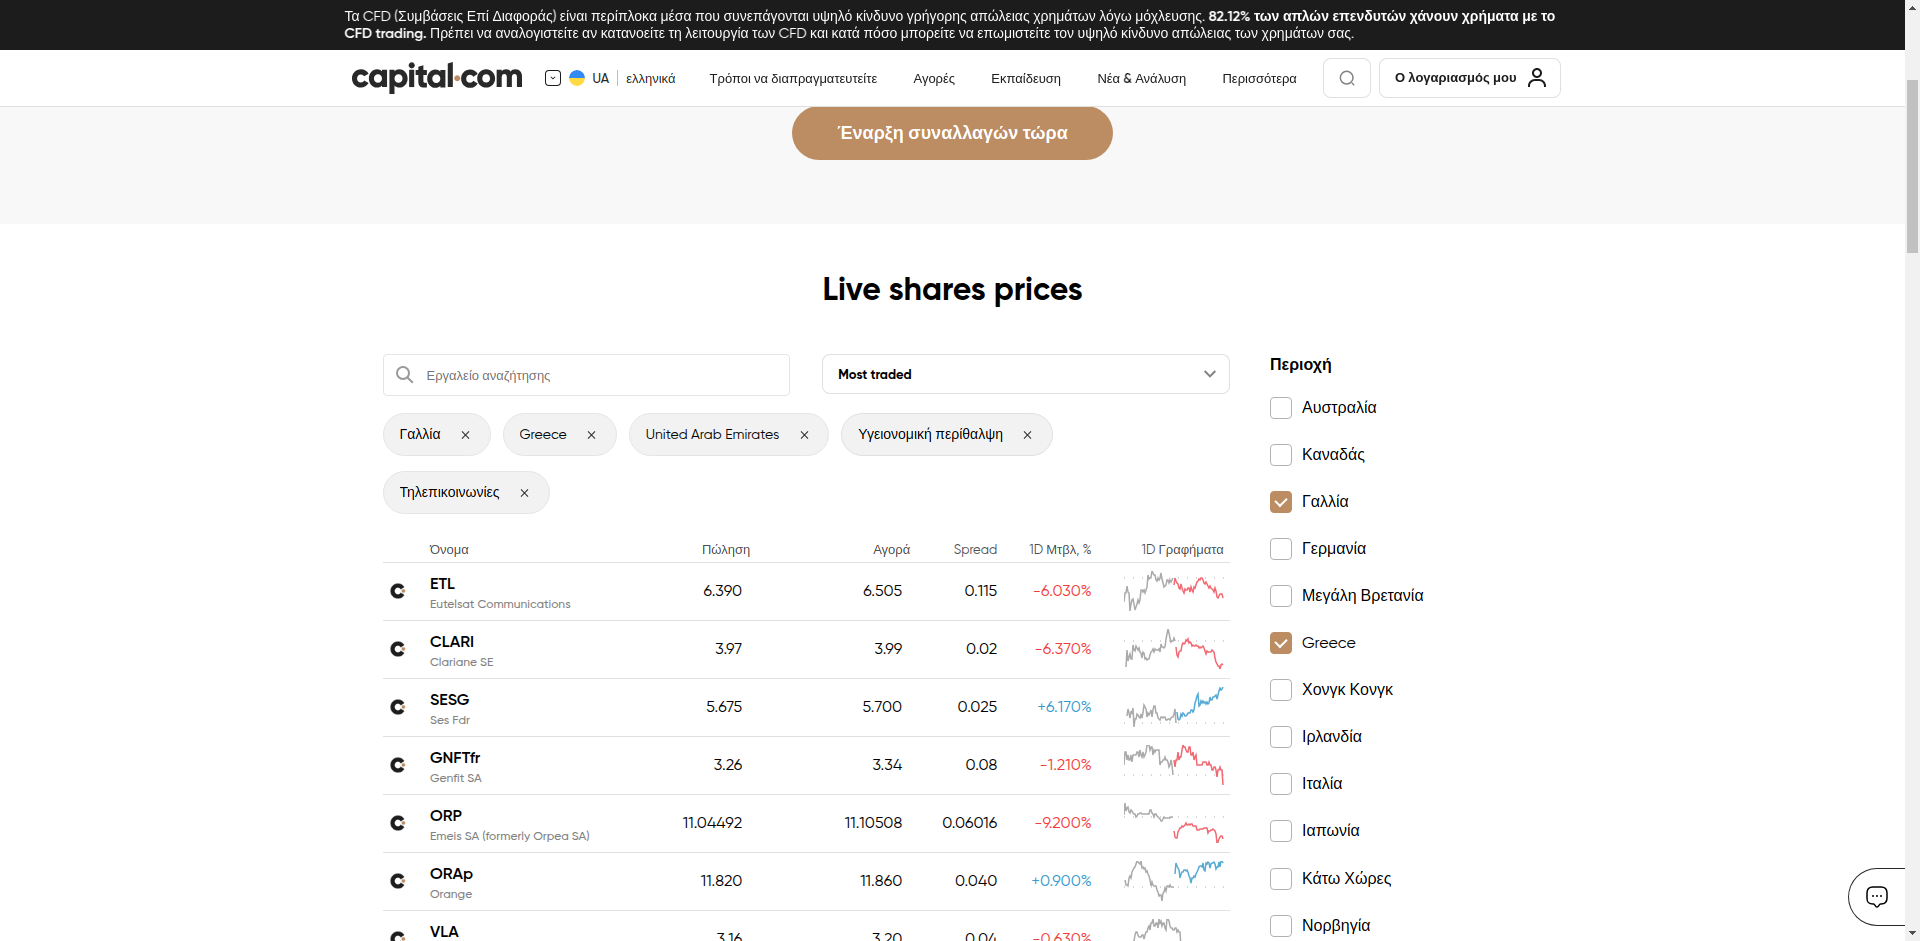 Τα CFD (Συμβάσεις Επί Διαφοράς) είναι περίπλοκα μέσα που συνεπάγονται υψηλό κίνδυνο γρήγορης απώλειας χρημάτων λόγω μόχλευσης. 82.12% των απλών επενδυτών χάνουν χρήματα με το
CFD trading. Πρέπει να αναλογιστείτε αν κατανοείτε τη λειτουργία των CFD και κατά πόσο μπορείτε να επωμιστείτε τον υψηλό κίνδυνο απώλειας των χρημάτων σας.
capital.com UA ελληνικά Τρόποι να διαπραγματευτείτε Αγορές Εκπαίδευση Νέα & Ανάλυση Περισσότερα Ο λογαριασμός μου
Έναρξη συναλλαγών τώρα
Live shares prices
Εργαλείο αναζήτησης Most traded
Γαλλία Greece United Arab Emirates Υγειονομική περίθαλψη
Τηλεπικοινωνίες
Όνομα Πώληση Αγορά Spread 1D Μτβλ, % 1D Γραφήματα
ETL 6.390 6.505 0.115 -6.030%
Eutelsat Communications
CLARI 3.97 3.99 0.02 -6.370%
Clariane SE
SESG 5.675 5.700 0.025 +6.170%
Ses Fdr
GNFTfr 3.26 3.34 0.08 -1.210%
Genfit SA
ORP 11.04492 11.10508 0.06016 -9.200%
Emeis SA (formerly Orpea SA)
ORAp 11.820 11.860 0.040 +0.900%
Orange
VLA 3.16 3.20 0.04 -0.630%
Περιοχή
Αυστραλία
Καναδάς
Γαλλία
Γερμανία
Μεγάλη Βρετανία
Greece
Χονγκ Κονγκ
Ιρλανδία
Ιταλία
Ιαπωνία
Κάτω Χώρες
Νορβηγία